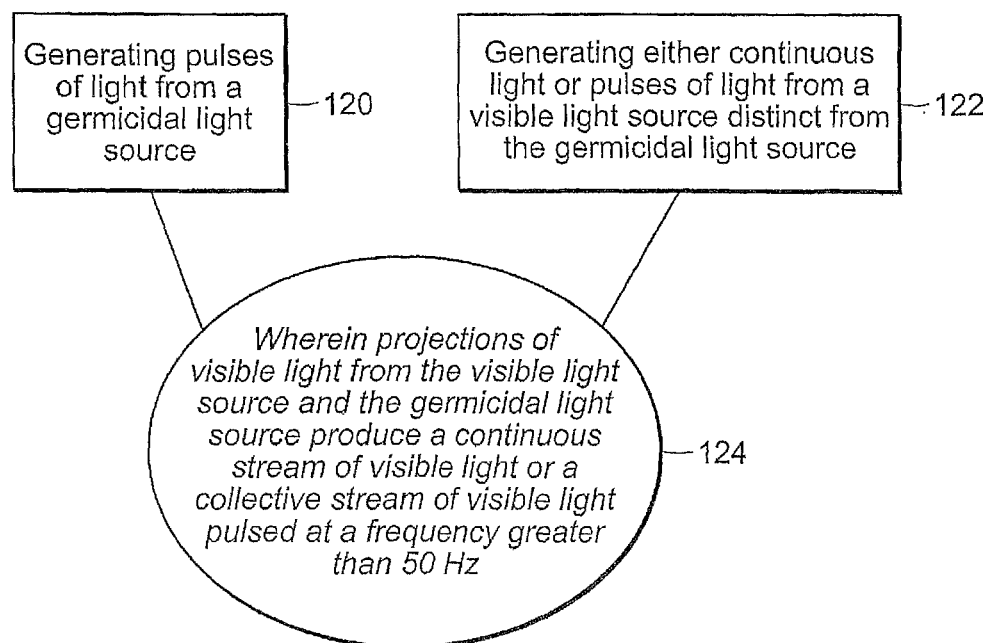 Generating pulses
of light from a
germicidal light
source
120
Generating either continuous
light or pulses of light from a
visible light source distinct from
the germicidal light source
122
Wherein projections of
visible light from the visible light
source and the germicidal light
source produce a continuous
stream of visible light or a
collective stream of visible light
pulsed at a frequency greater
than 50 Hz
124